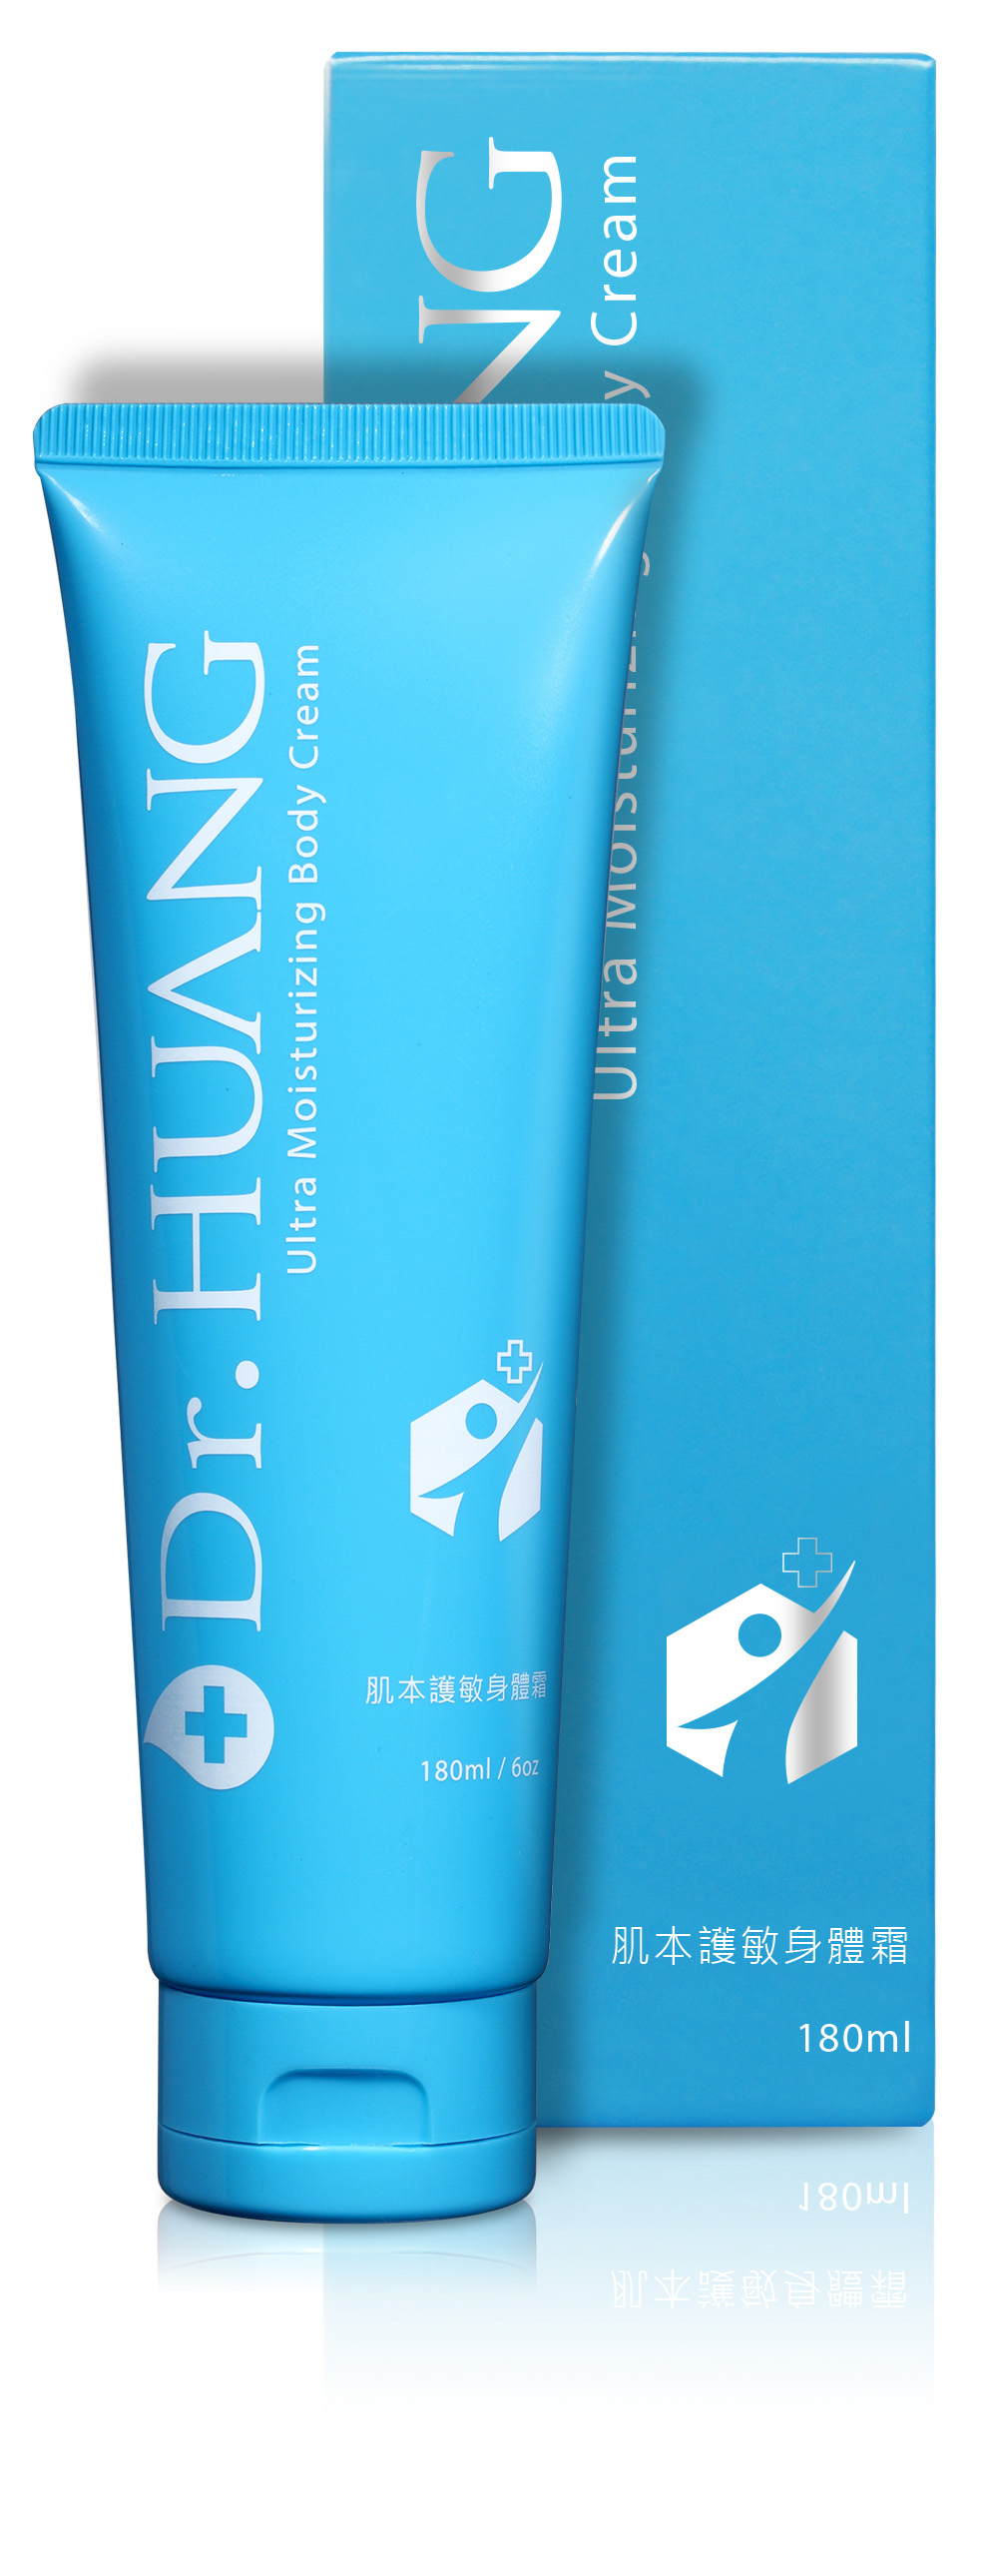 Dr. HUANG
Ultra Moisturizing Body Cream
肌本護敏身體霜
180ml / 6oz
NG
Ultra Moisturizing y Cream
肌本護敏身體霜
180ml